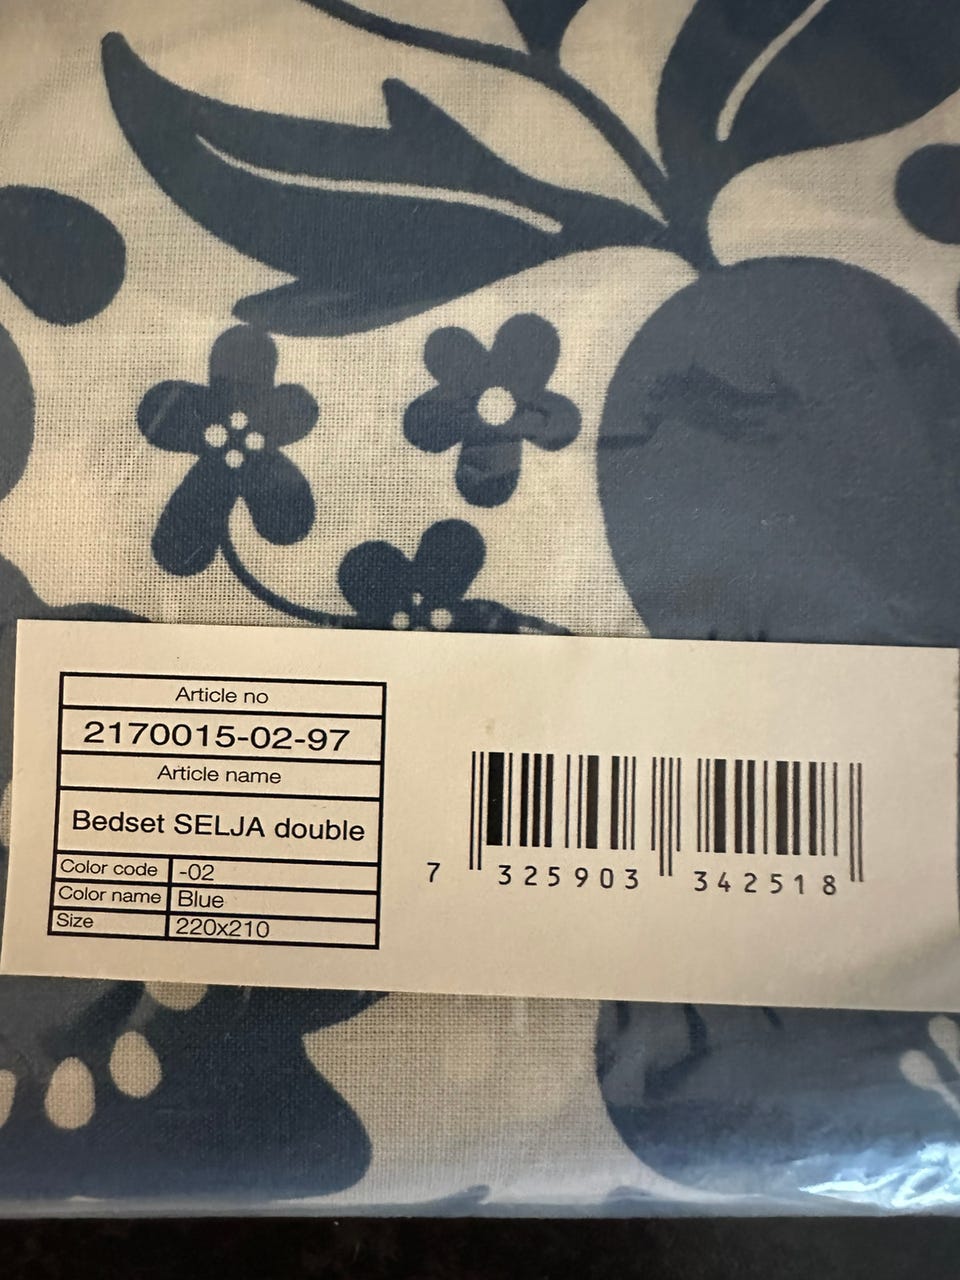 Article no
2170015-02-97
Article name
Bedset SELJA double
Color code -02
Color name Blue
Size 220x210
7 325903 342518